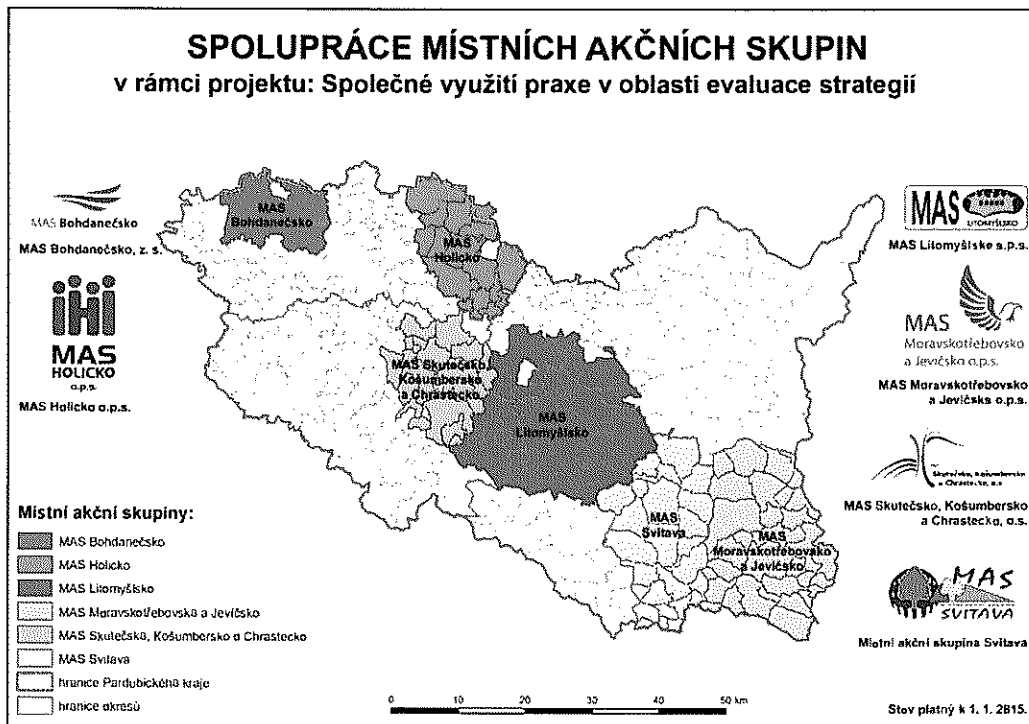 SPOLUPRÁCE MÍSTNÍCH AKČNÍCH SKUPIN
v rámci projektu: Společné využití praxe v oblasti evaluace strategií
MAS Bohdanečsko
MAS Bohdanečsko, z. s.
MAS
HOLICKO
o.p.s.
MAS Holicko o.p.s.
MAS
Bohdanečsko
MAS
Holicko
MAS Skutečsko,
Košumbersko
a Chrastecko
MAS
Litomyšlsko
MAS
Svitava
MAS
Moravskotřebovsko
a Jevíčsko
MAS
LITOMYŠLSKO
MAS Litomyšlsko o.p.s.
MAS
Moravskotřebovsko
a Jevíčsko o.p.s.
MAS Moravskotřebovsko
a Jevíčsko o.p.s.
Skutečsko, Košumbersko
a Chrastecko, o.s.
MAS Skutečsko, Košumbersko
a Chrastecko, o.s.
MAS
SVITAVA
Místní akční skupina Svitava
Místní akční skupiny:
MAS Bohdanečsko
MAS Holicko
MAS Litomyšlsko
MAS Moravskotřebovsko a Jevíčsko
MAS Skutečsko, Košumbersko a Chrastecko
MAS Svitava
hranice Pardubického kraje
hranice okresů
0 10 20 30 40 50 km
Stav platný k 1. 1. 2015.